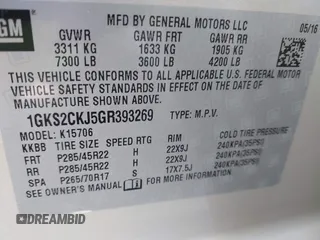 GM
MFD BY GENERAL MOTORS LLC
05/16
GVWR GAWR FRT GAWR RR
3311 KG 1633 KG 1905 KG
7300 LB 3600 LB 4200 LB
THIS VEHICLE CONFORMS TO ALL APPLICABLE U.S. FEDERAL MOTOR
VEHICLE SAFETY STANDARDS IN EFFECT ON THE DATE OF
MANUFACTURE SHOWN ABOVE.
1GKS2CKJ5GR393269 TYPE: M.P.V.
MODEL: K15706
KKBB TIRE SIZE SPEED RTG RIM COLD TIRE PRESSURE
FRT P285/45R22 H 22X9J 240KPA(35PSI)
RR P285/45R22 H 22X9J 240KPA(35PSI)
SPA P265/70R17 S 17X7.5J 240KPA(35PSI)
SEE OWNER'S MANUAL FOR
DREAMBID